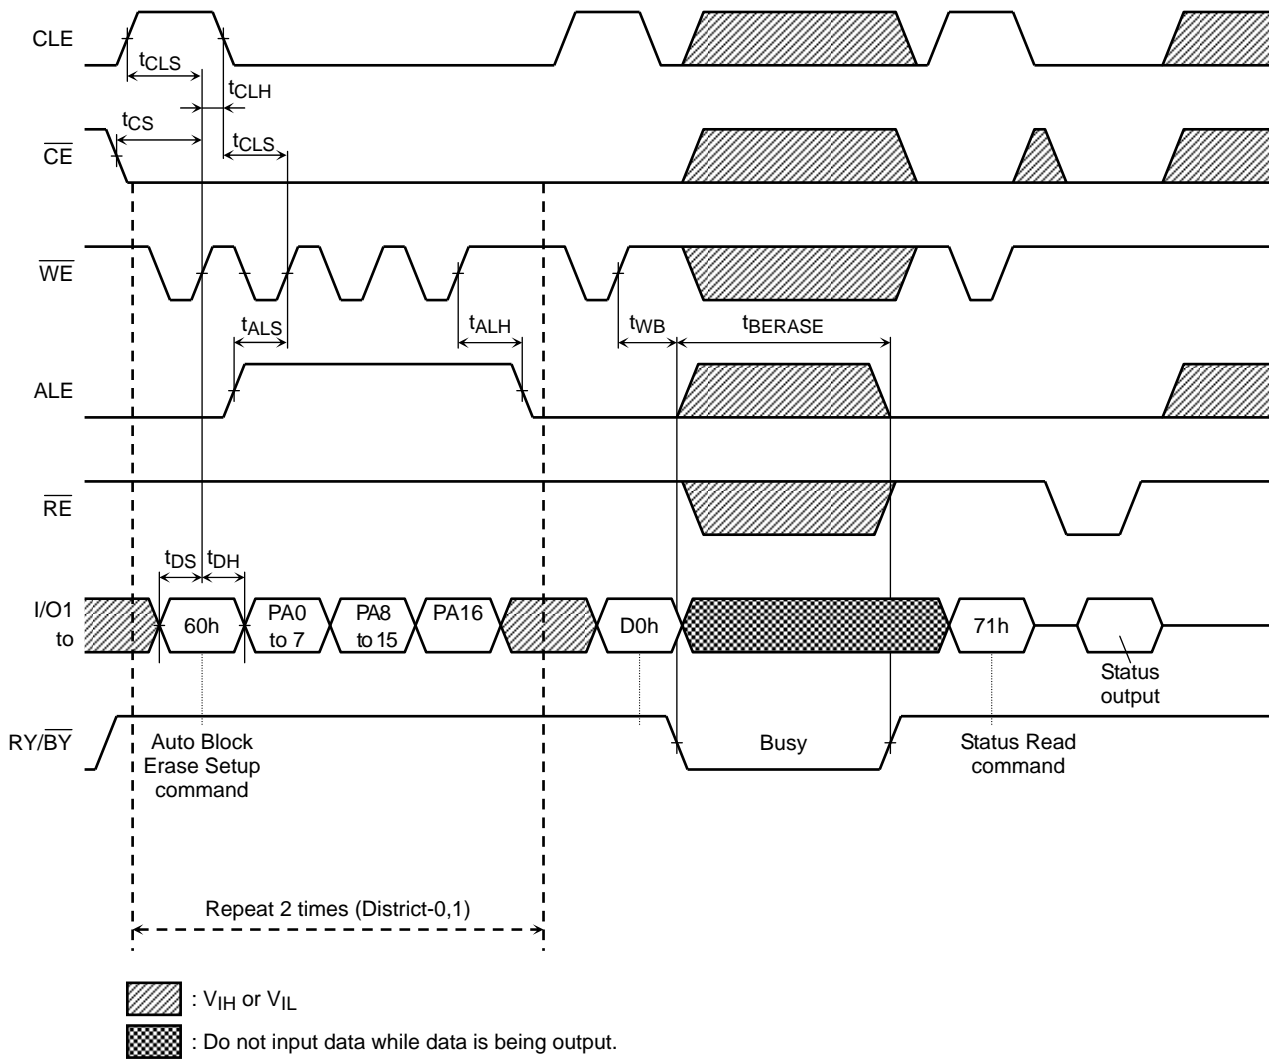 CLE
tCLS
tCLH
tCS
tCLS
CE
WE
tALS
tALH
tWB
tBERASE
ALE
RE
tDS
tDH
I/O1
to
60h
PA0
to 7
PA8
to 15
PA16
D0h
71h
Status
output
RY/BY
Auto Block
Erase Setup
command
Busy
Status Read
command
Repeat 2 times (District-0,1)
: VIH or VIL
: Do not input data while data is being output.